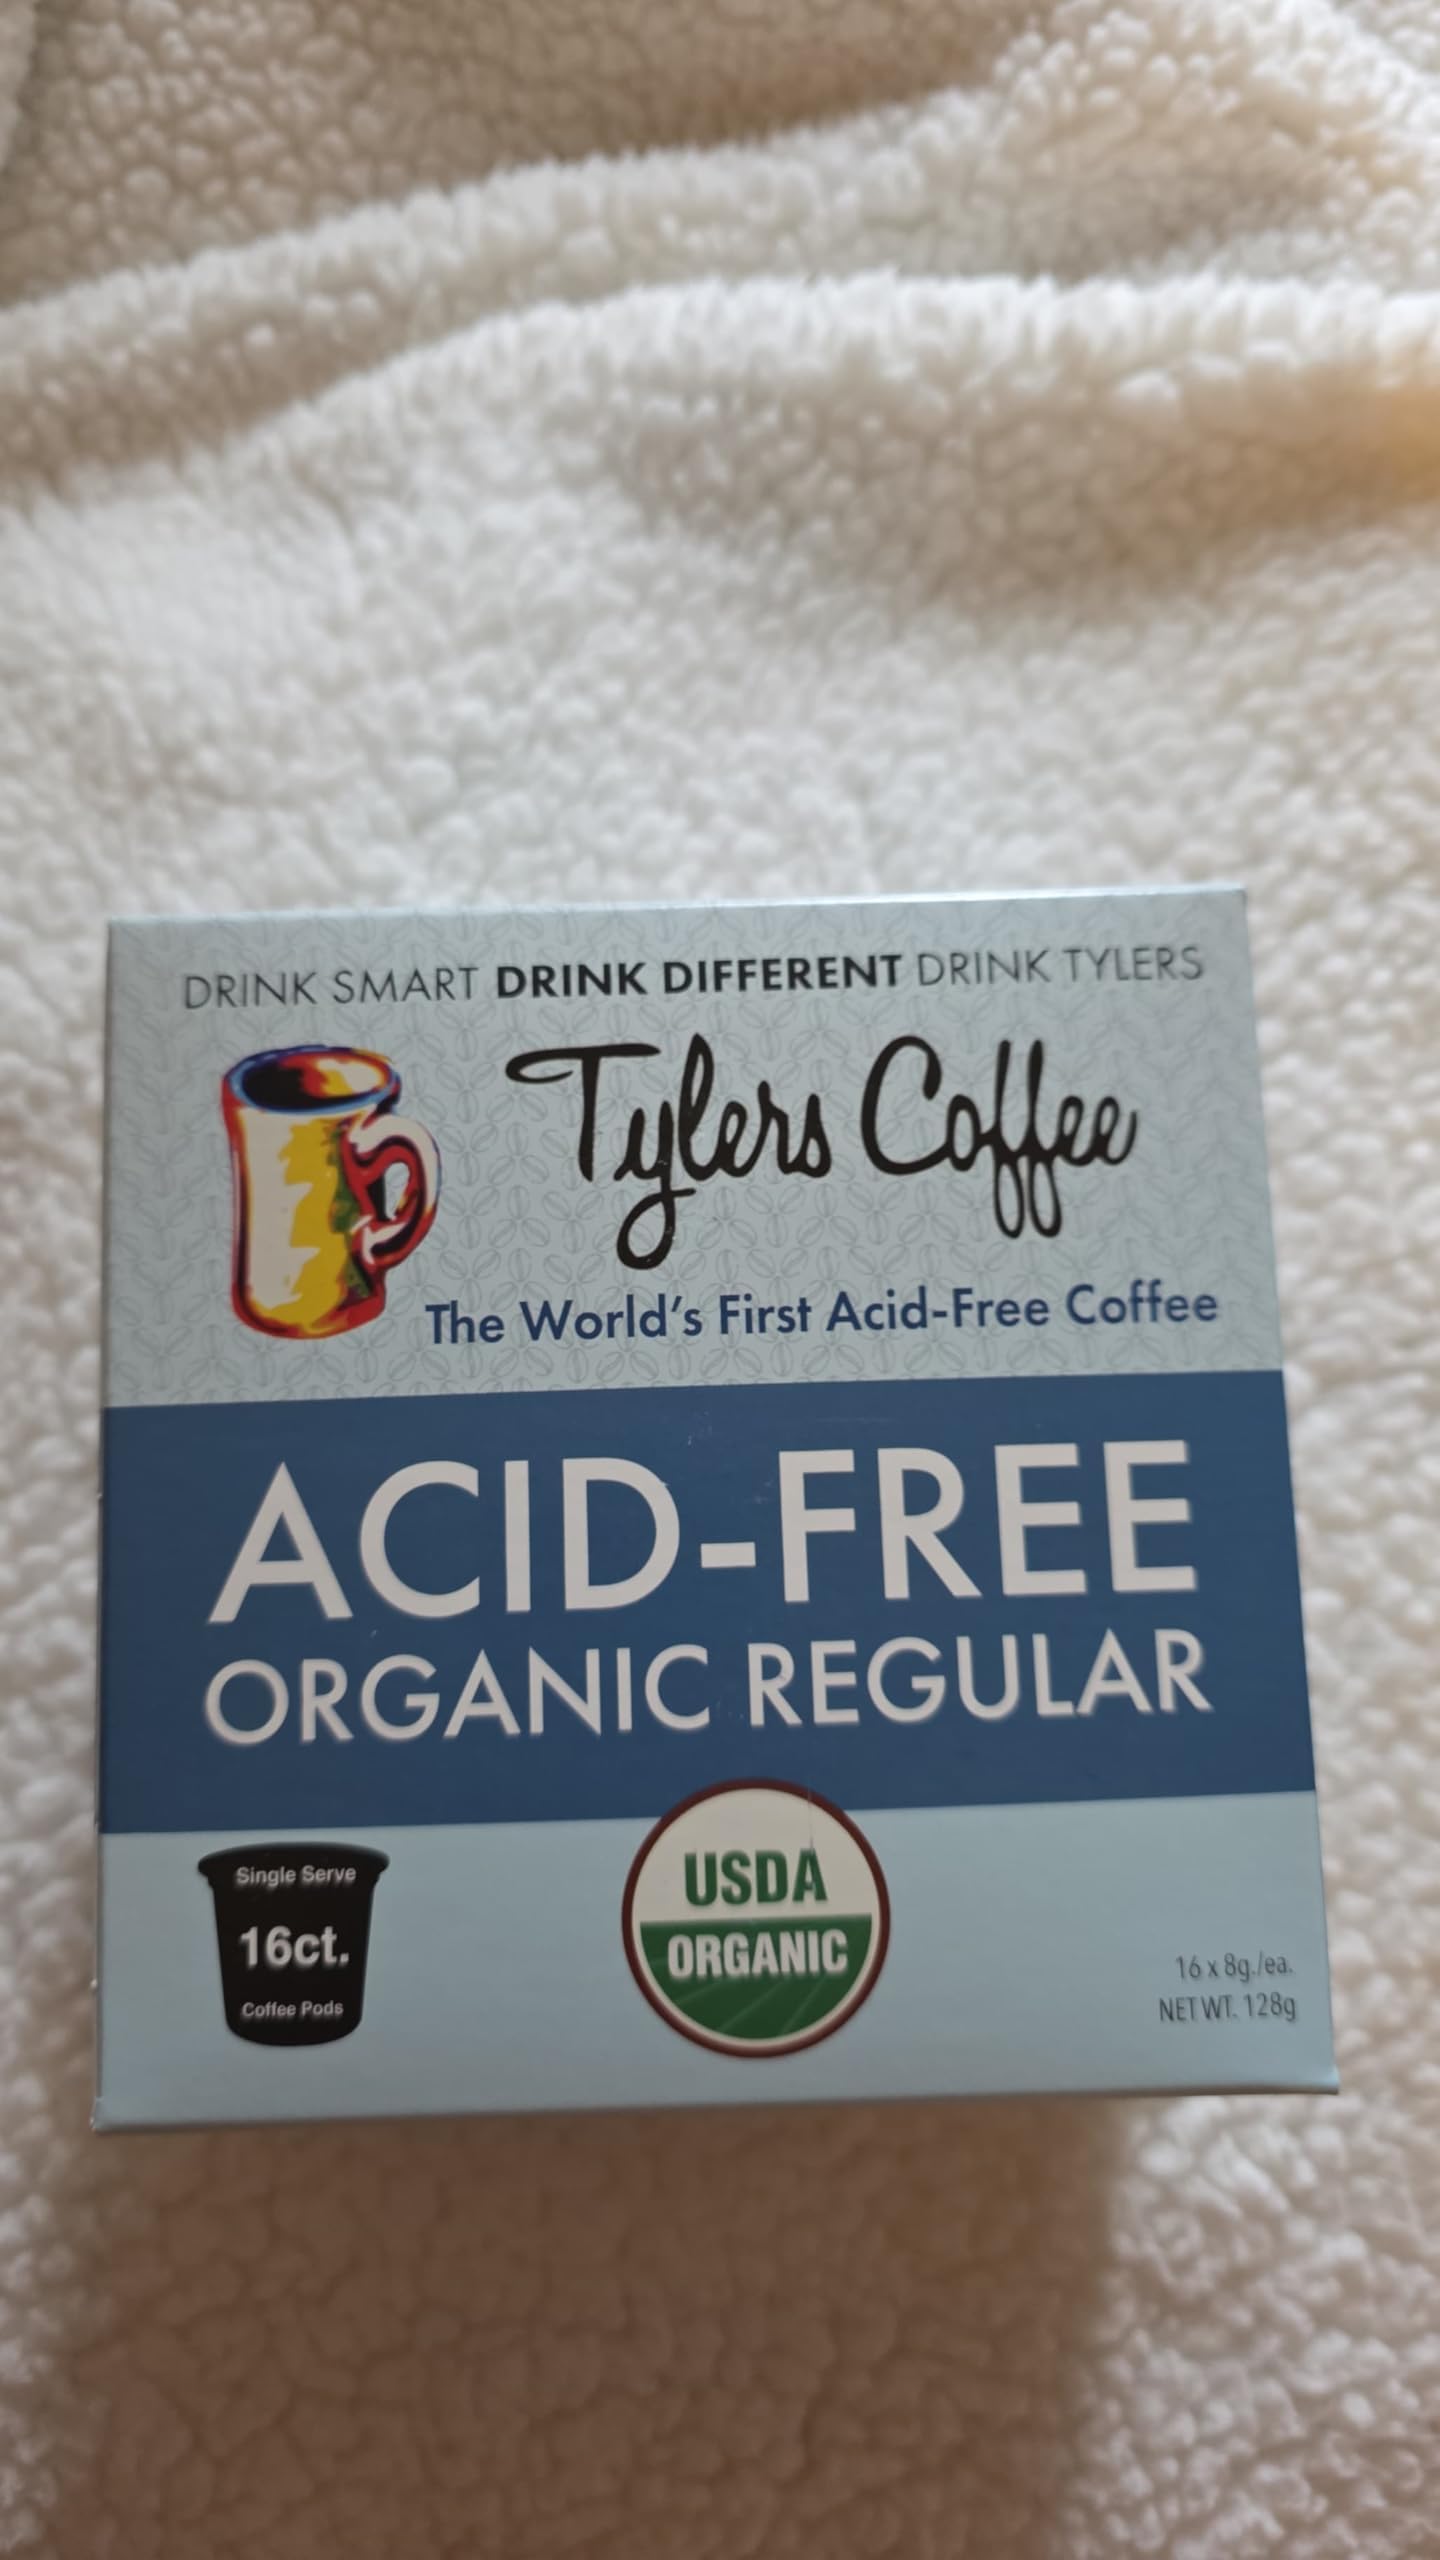 DRINK SMART DRINK DIFFERENT DRINK TYLERS
Tylers Coffee
The World's First Acid-Free Coffee
ACID-FREE
ORGANIC REGULAR
Single Serve
16ct.
Coffee Pods
USDA
ORGANIC
16 x 8g./ea.
NET WT. 128g